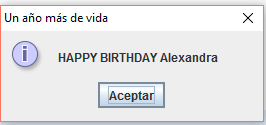 Un año más de vida
HAPPY BIRTHDAY Alexandra
Aceptar